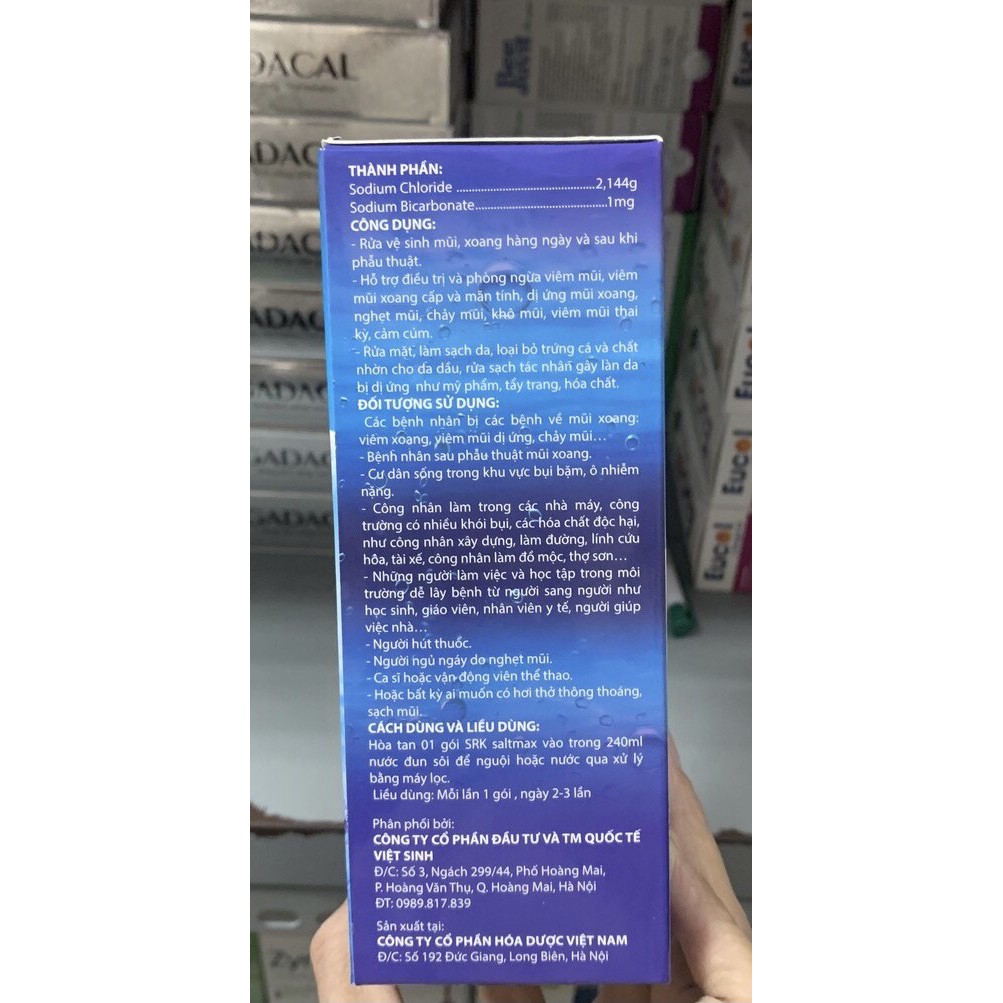 DACAL
ADAC
ADACAL
GADACAL
GADAC
GADACAL
Eucol
Eucol
Eucol
THÀNH PHẦN:
Sodium Chloride ............................................2,144g
Sodium Bicarbonate..........................................1mg
CÔNG DỤNG:
- Rửa vệ sinh mũi, xoang hàng ngày và sau khi
phẫu thuật.
- Hỗ trợ điều trị và phòng ngừa viêm mũi, viêm
mũi xoang cấp và mãn tính, dị ứng mũi xoang,
nghẹt mũi, chảy mũi, khô mũi, viêm mũi thai
kỳ, cảm cúm.
- Rửa mặt, làm sạch da, loại bỏ trứng cá và chất
nhờn cho da dầu, rửa sạch tác nhân gây làn da
bị dị ứng như mỹ phẩm, tẩy trang, hóa chất.
ĐỐI TƯỢNG SỬ DỤNG:
Các bệnh nhân bị các bệnh về mũi xoang:
viêm xoang, viêm mũi dị ứng, chảy mũi...
- Bệnh nhân sau phẫu thuật mũi xoang.
- Cư dân sống trong khu vực bụi bặm, ô nhiễm
nặng.
- Công nhân làm trong các nhà máy, công
trường có nhiều khói bụi, các hóa chất độc hại,
như công nhân xây dựng, làm đường, lính cứu
hỏa, tài xế, công nhân làm đồ mộc, thợ sơn...
- Những người làm việc và học tập trong môi
trường dễ lây bệnh từ người sang người như
học sinh, giáo viên, nhân viên y tế, người giúp
việc nhà...
- Người hút thuốc.
- Người ngủ ngáy do nghẹt mũi.
- Ca sĩ hoặc vận động viên thể thao.
- Hoặc bất kỳ ai muốn có hơi thở thông thoáng,
sạch mũi.
CÁCH DÙNG VÀ LIỀU DÙNG:
Hòa tan 01 gói SRK saltmax vào trong 240ml
nước đun sôi để nguội hoặc nước qua xử lý
bằng máy lọc.
Liều dùng: Mỗi lần 1 gói , ngày 2-3 lần
Phân phối bởi:
CÔNG TY CỔ PHẦN ĐẦU TƯ VÀ TM QUỐC TẾ
VIỆT SINH
Đ/C: Số 3, Ngách 299/44, Phố Hoàng Mai,
P. Hoàng Văn Thụ, Q. Hoàng Mai, Hà Nội
ĐT: 0989.817.839
Sản xuất tại:
CÔNG TY CỔ PHẦN HÓA DƯỢC VIỆT NAM
Đ/C: Số 192 Đức Giang, Long Biên, Hà Nội